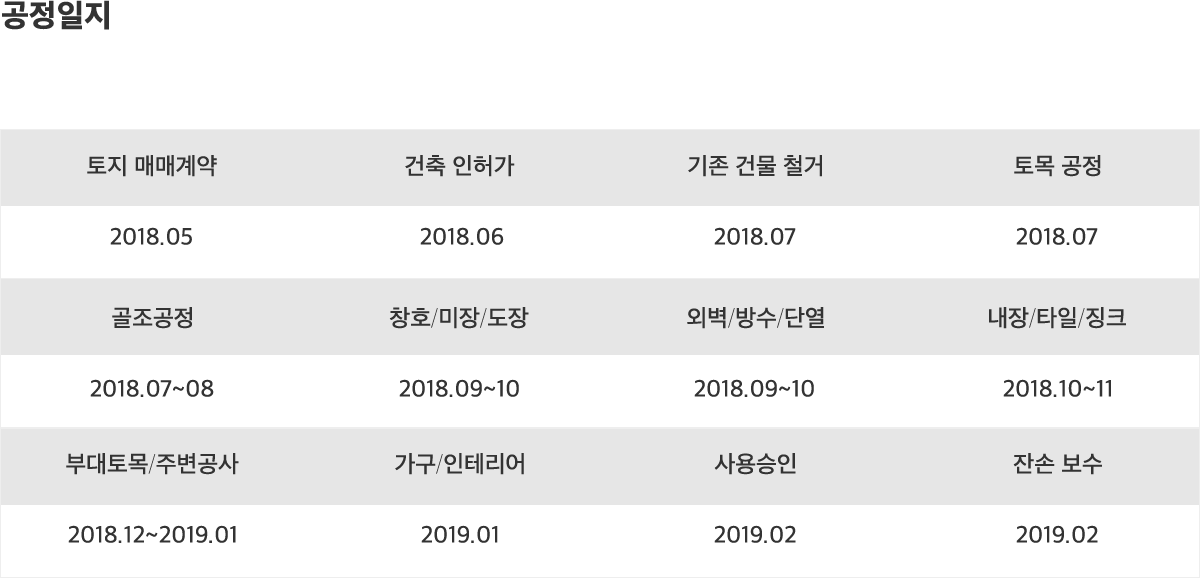 공정일지
토지 매매계약 건축 인허가 기존 건물 철거 토목 공정
2018.05 2018.06 2018.07 2018.07
골조공정 창호/미장/도장 외벽/방수/단열 내장/타일/징크
2018.07~08 2018.09~10 2018.09~10 2018.10~11
부대토목/주변공사 가구/인테리어 사용승인 잔손 보수
2018.12~2019.01 2019.01 2019.02 2019.02